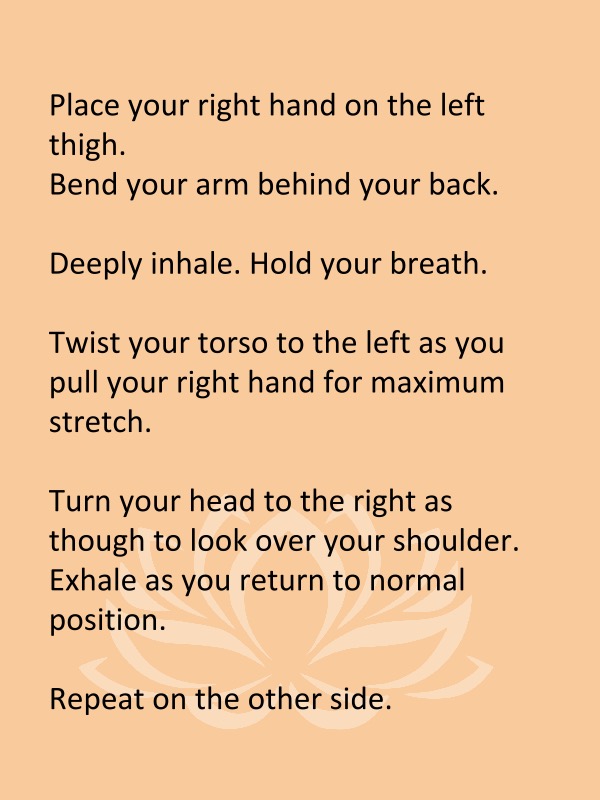 Place your right hand on the left
thigh.
Bend your arm behind your back.
Deeply inhale. Hold your breath.
Twist your torso to the left as you
pull your right hand for maximum
stretch.
Turn your head to the right as
though to look over your shoulder.
Exhale as you return to normal
position.
Repeat on the other side.